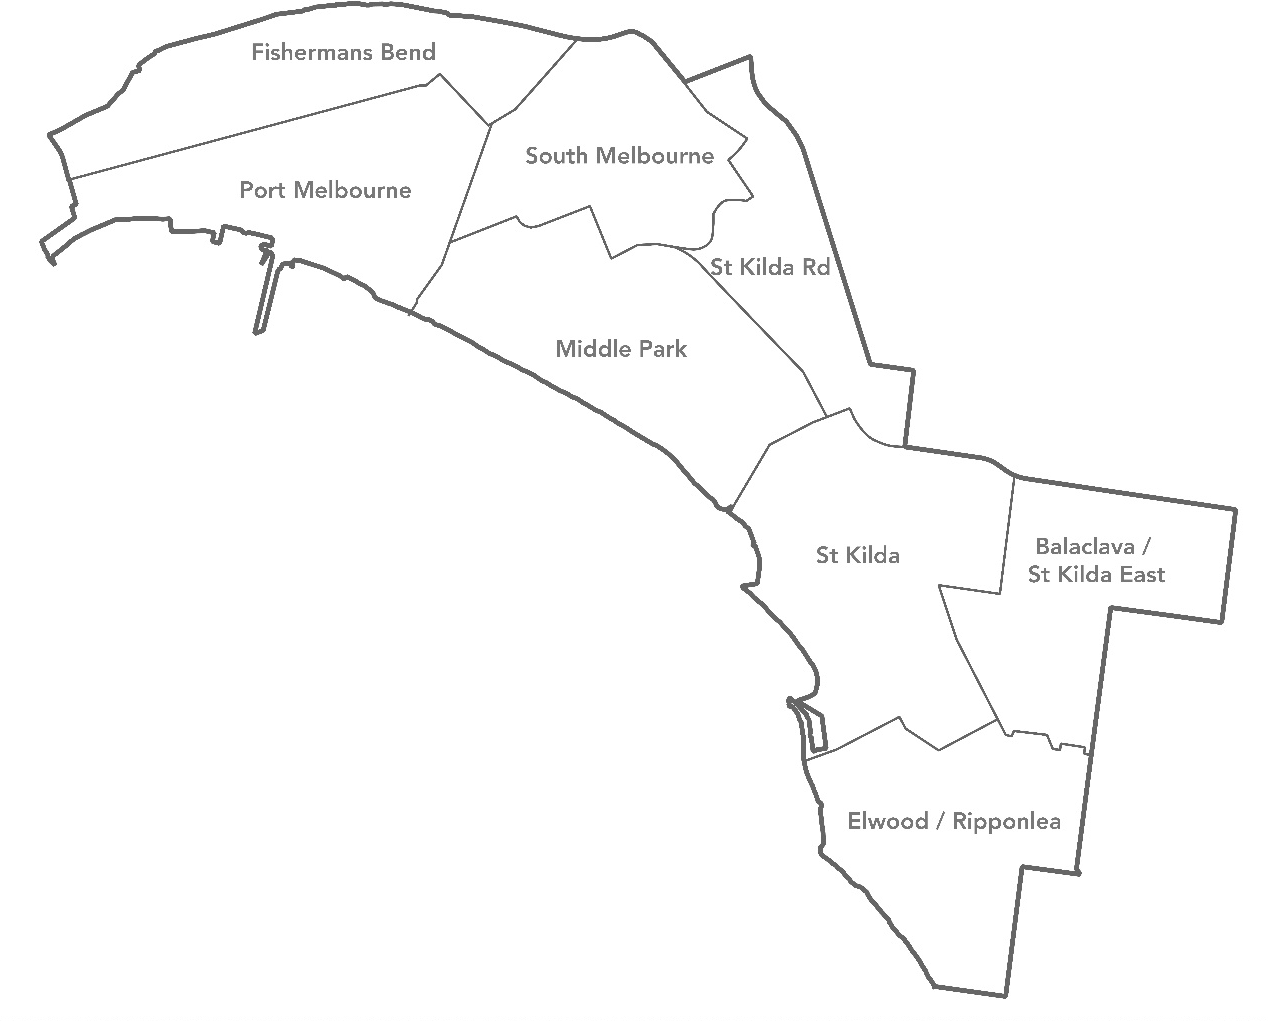 Fishermans Bend
South Melbourne
Port Melbourne
St Kilda Rd
Middle Park
St Kilda
Balaclava /
St Kilda East
Elwood / Ripponlea